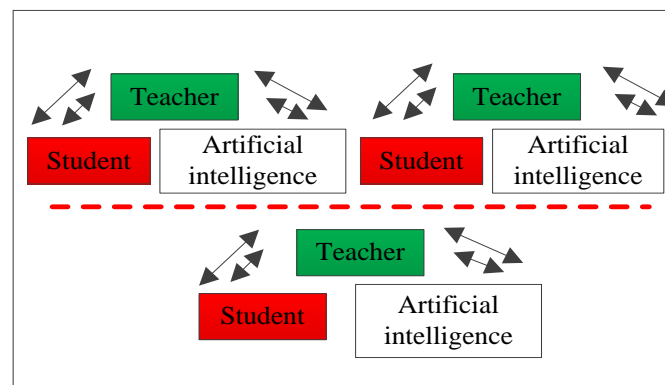 Teacher
Teacher
Student
Artificial
intelligence
Student
Artificial
intelligence
Teacher
Student
Artificial
intelligence